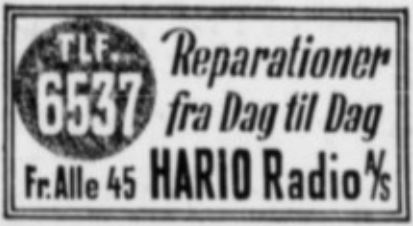 TLF.
6537
Reparationer
fra Dag til Dag
Fr. Alle 45 HARIO Radio A/s